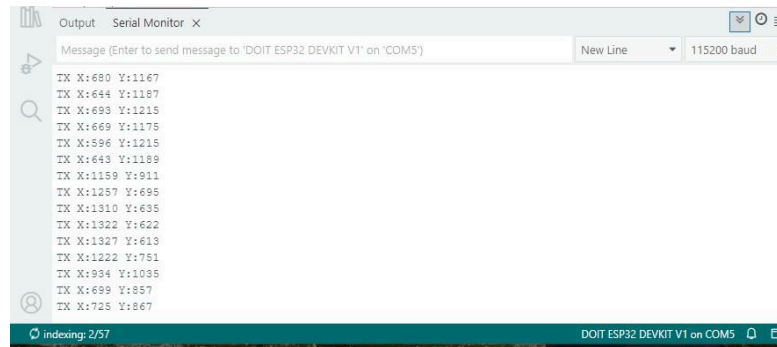 Output Serial Monitor
Message (Enter to send message to 'DOIT ESP32 DEVKIT V1' on 'COM5') New Line 115200 baud
TX X:680 Y:1167
TX X:644 Y:1187
TX X:693 Y:1215
TX X:669 Y:1175
TX X:596 Y:1215
TX X:643 Y:1189
TX X:1159 Y:911
TX X:1257 Y:695
TX X:1310 Y:635
TX X:1322 Y:622
TX X:1327 Y:613
TX X:1222 Y:751
TX X:934 Y:1035
TX X:699 Y:857
TX X:725 Y:867
indexing: 2/57 DOIT ESP32 DEVKIT V1 on COM5